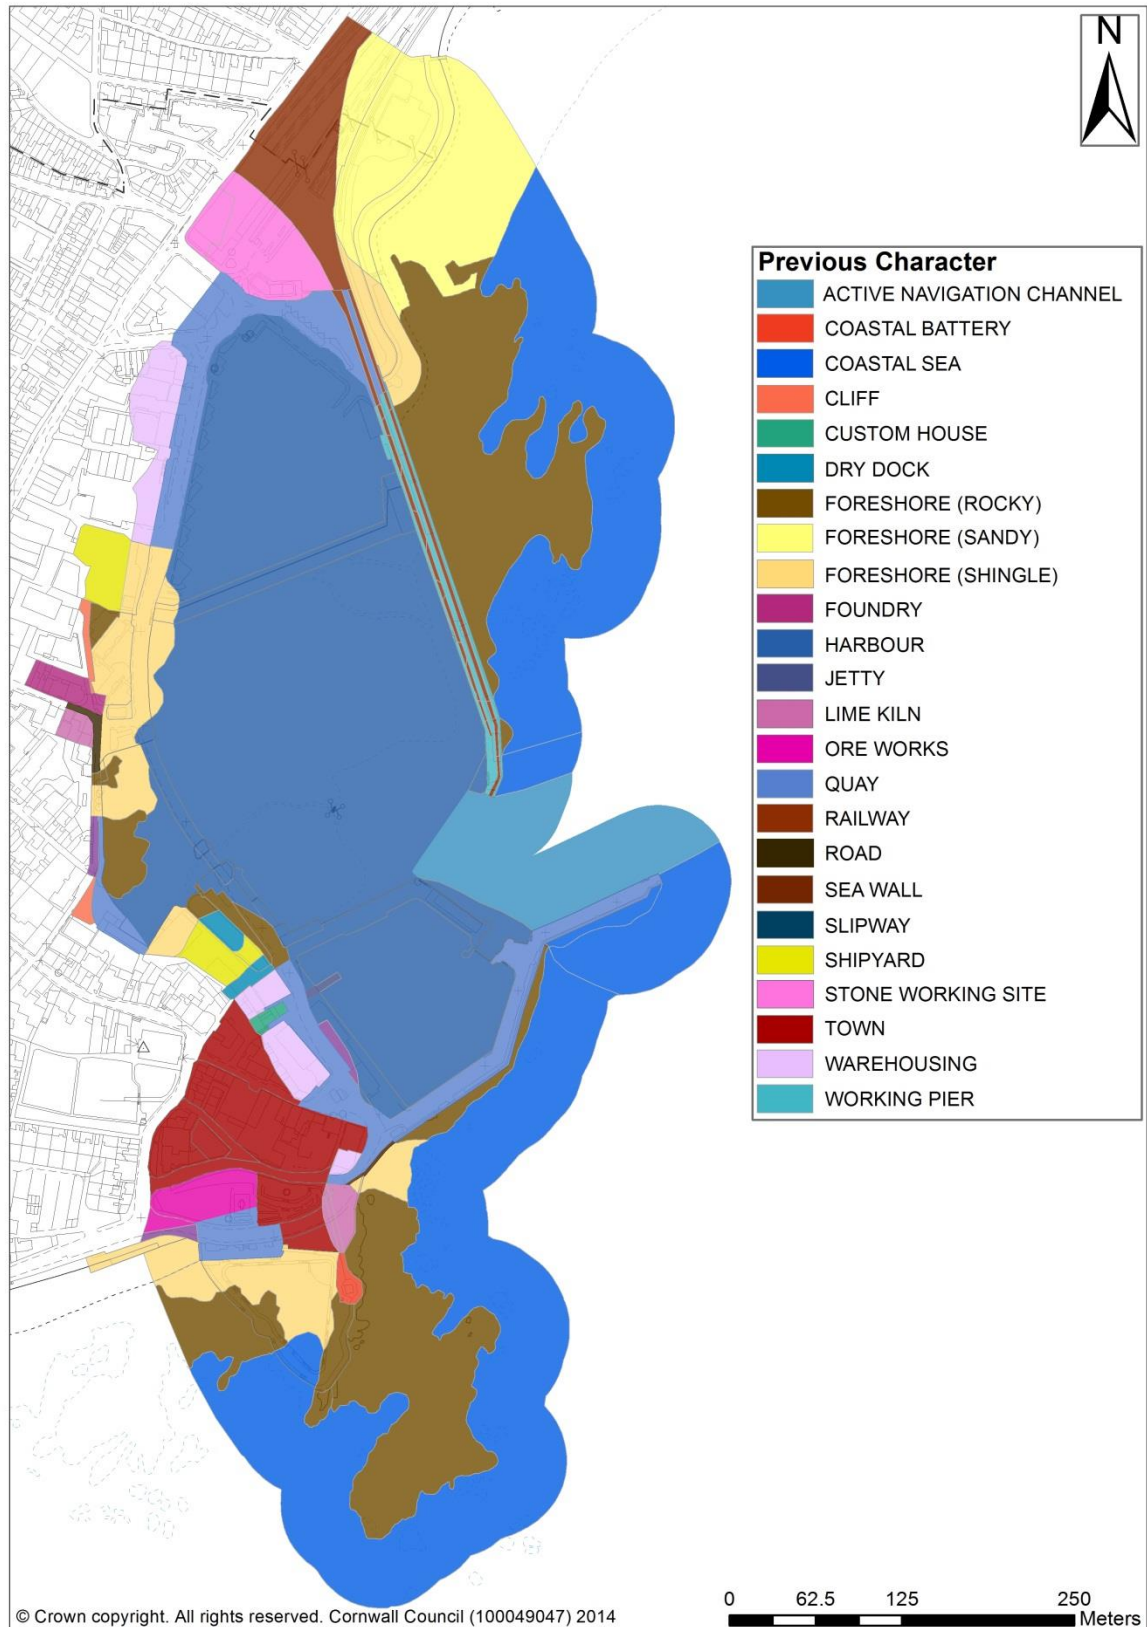 N
Previous Character
ACTIVE NAVIGATION CHANNEL
COASTAL BATTERY
COASTAL SEA
CLIFF
CUSTOM HOUSE
DRY DOCK
FORESHORE (ROCKY)
FORESHORE (SANDY)
FORESHORE (SHINGLE)
FOUNDRY
HARBOUR
JETTY
LIME KILN
ORE WORKS
QUAY
RAILWAY
ROAD
SEA WALL
SLIPWAY
SHIPYARD
STONE WORKING SITE
TOWN
WAREHOUSING
WORKING PIER
0 62.5 125 250
Meters
© Crown copyright. All rights reserved. Cornwall Council (100049047) 2014